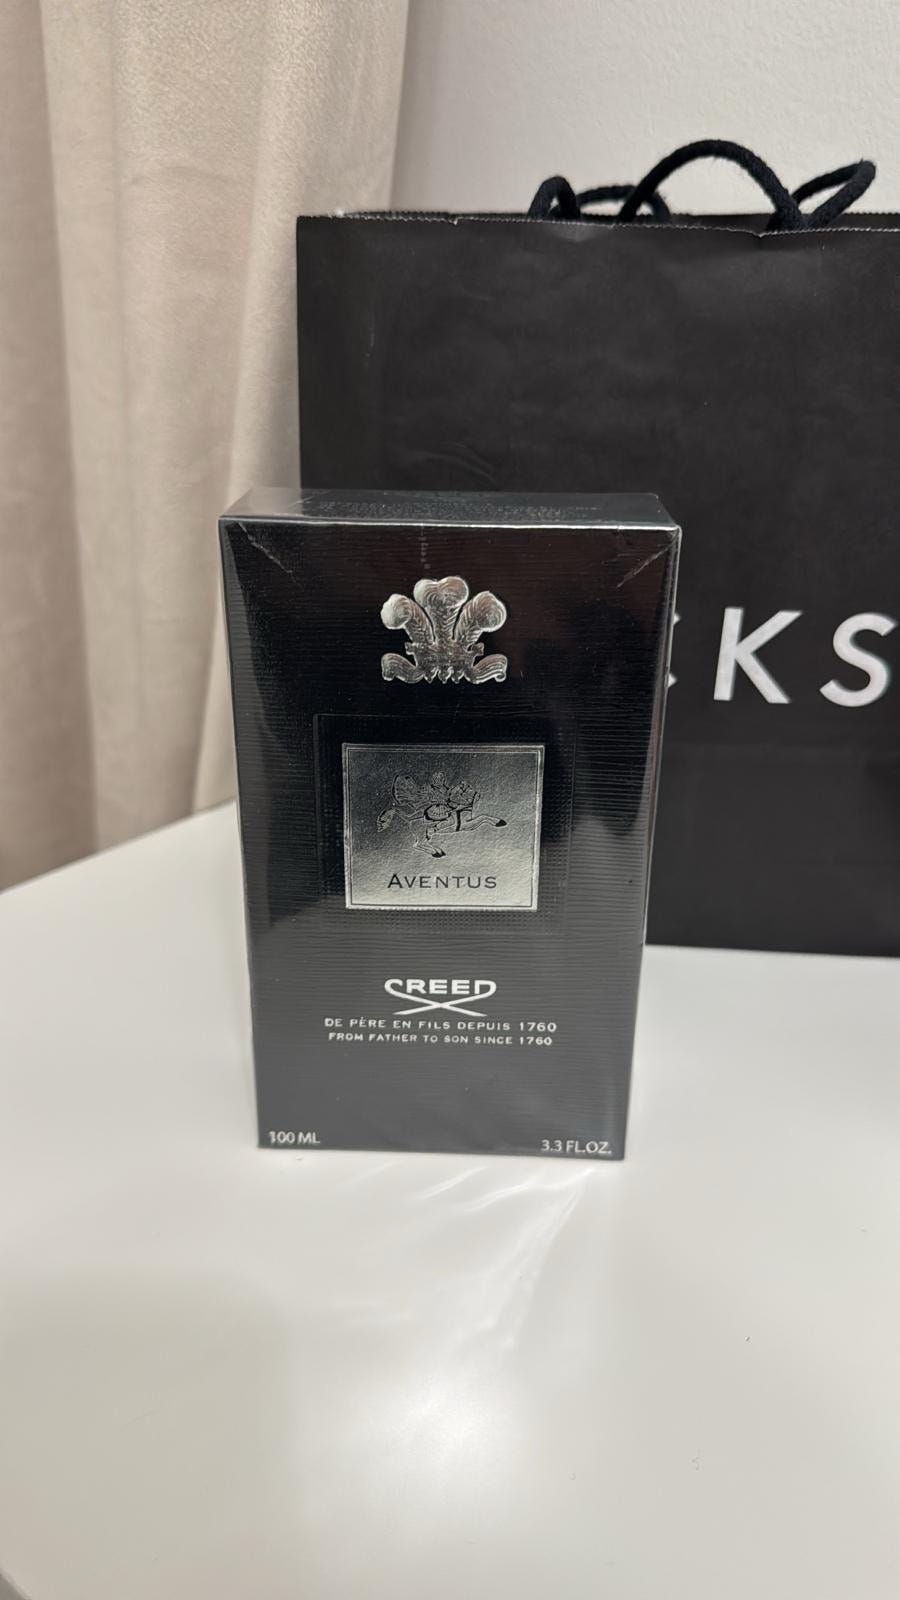 KS
AVENTUS
CREED
DE PÈRE EN FILS DEPUIS 1760
FROM FATHER TO SON SINCE 1760
100 ML
3.3 FL.OZ.